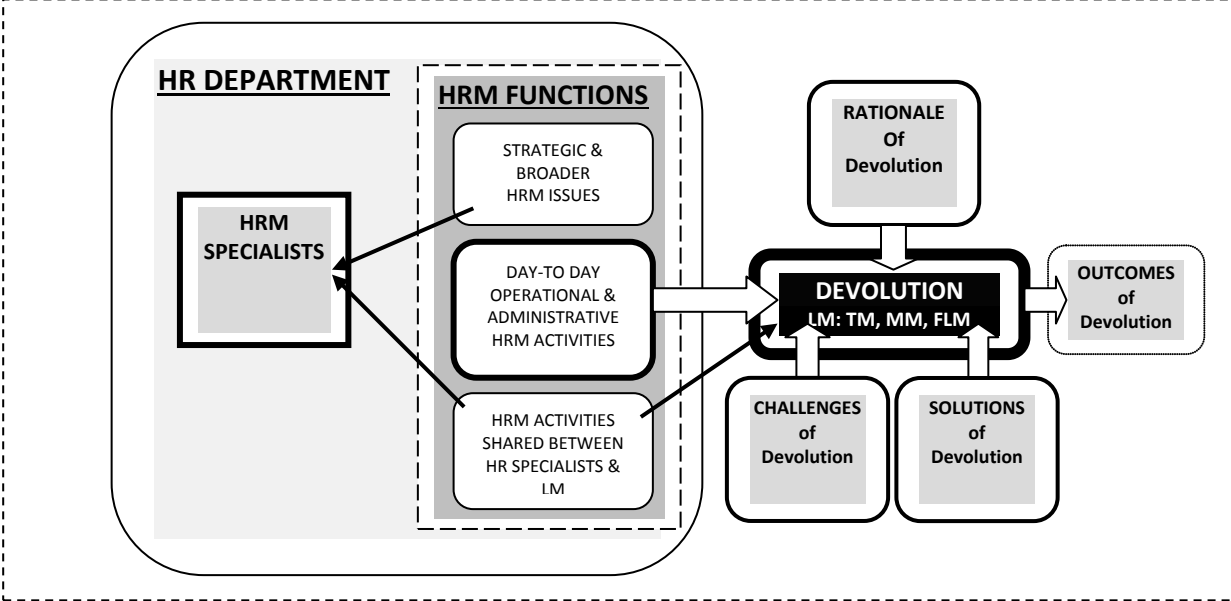 HR DEPARTMENT
HRM SPECIALISTS
HRM FUNCTIONS
STRATEGIC &
BROADER
HRM ISSUES
DAY-TO DAY
OPERATIONAL &
ADMINISTRATIVE
HRM ACTIVITIES
HRM ACTIVITIES
SHARED BETWEEN
HR SPECIALISTS &
LM
RATIONALE
Of
Devolution
DEVOLUTION
LM: TM, MM, FLM
OUTCOMES
of
Devolution
CHALLENGES
of
Devolution
SOLUTIONS
of
Devolution